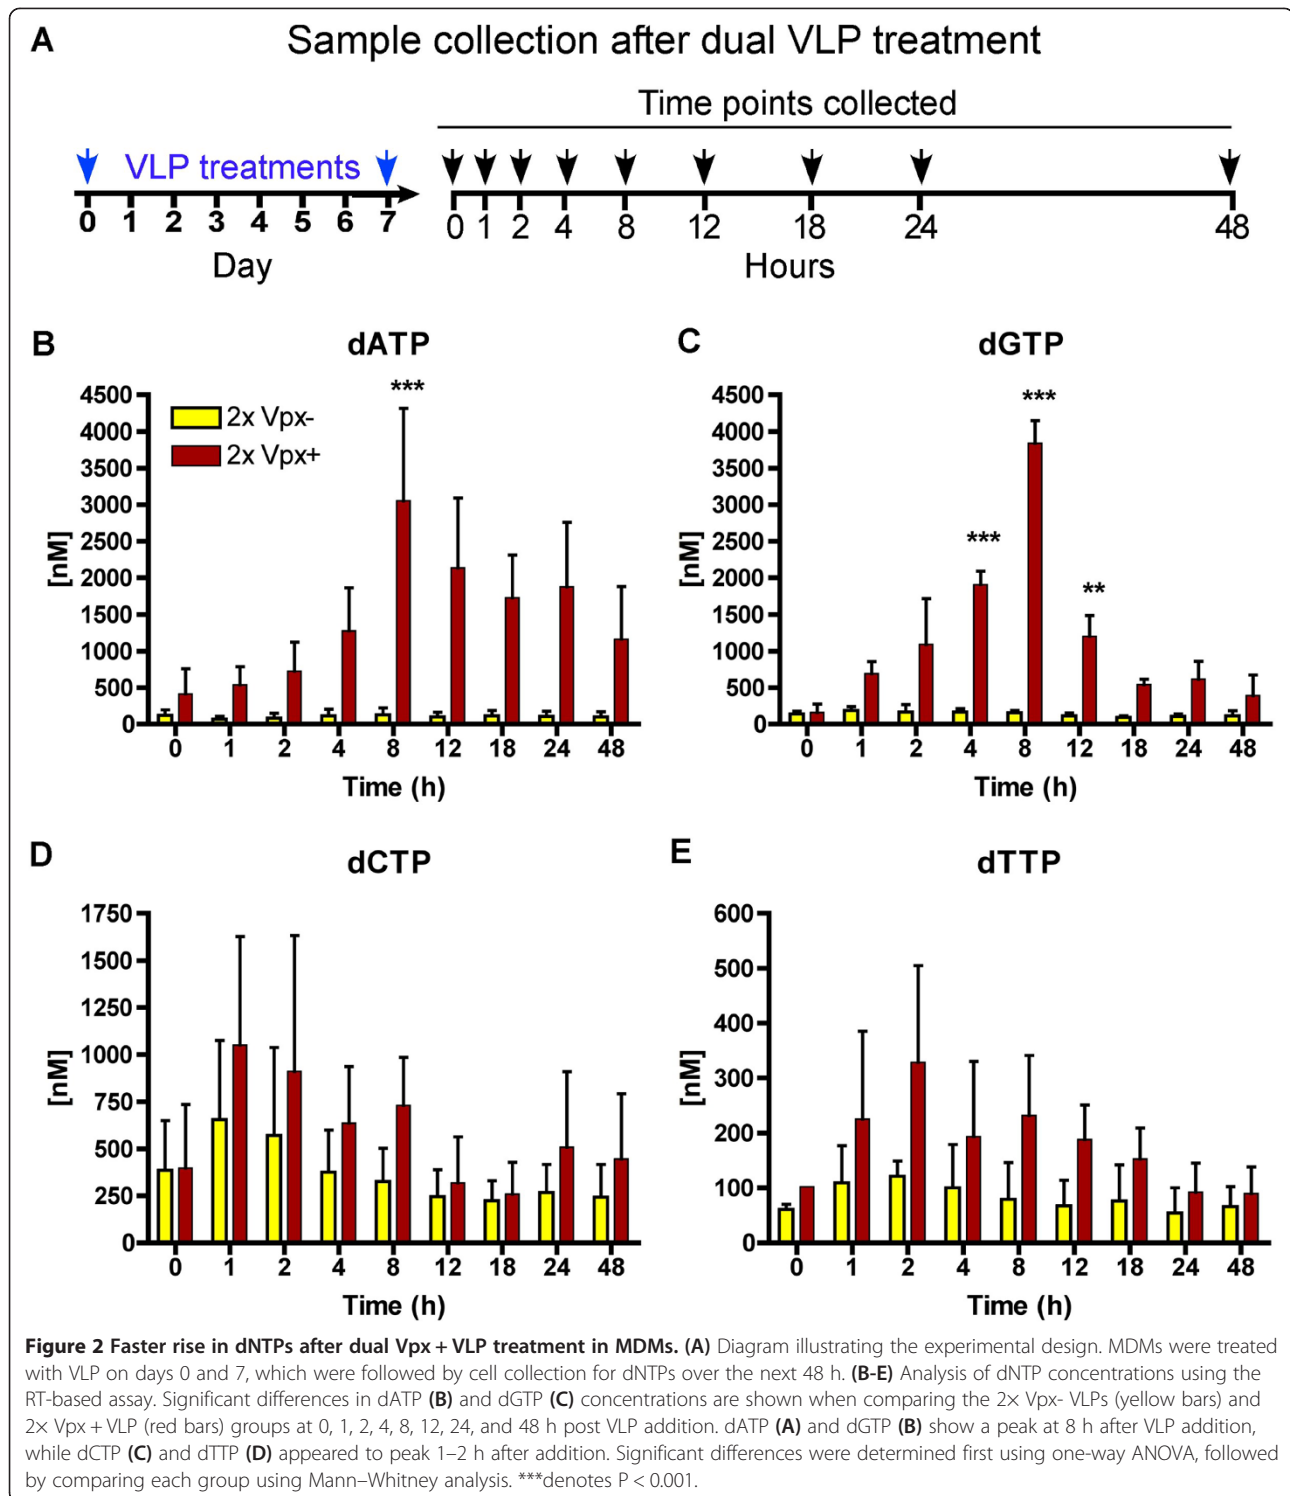 A
Sample collection after dual VLP treatment
Time points collected
VLP treatments
0 1 2 3 4 5 6 7
Day
0 1 2 4 8 12 18 24 48
Hours
B
dATP
***
4500
4000
3500
3000
2500
2000
1500
1000
500
0
[nM]
2x Vpx-
2x Vpx+
0 1 2 4 8 12 18 24 48
Time (h)
C
dGTP
***
***
**
4500
4000
3500
3000
2500
2000
1500
1000
500
0
[nM]
0 1 2 4 8 12 18 24 48
Time (h)
D
dCTP
1750
1500
1250
1000
750
500
250
0
[nM]
0 1 2 4 8 12 18 24 48
Time (h)
E
dTTP
600
500
400
300
200
100
0
[nM]
0 1 2 4 8 12 18 24 48
Time (h)
Figure 2 Faster rise in dNTPs after dual Vpx + VLP treatment in MDMs. (A) Diagram illustrating the experimental design. MDMs were treated
with VLP on days 0 and 7, which were followed by cell collection for dNTPs over the next 48 h. (B-E) Analysis of dNTP concentrations using the
RT-based assay. Significant differences in dATP (B) and dGTP (C) concentrations are shown when comparing the 2× Vpx- VLPs (yellow bars) and
2× Vpx + VLP (red bars) groups at 0, 1, 2, 4, 8, 12, 24, and 48 h post VLP addition. dATP (A) and dGTP (B) show a peak at 8 h after VLP addition,
while dCTP (C) and dTTP (D) appeared to peak 1–2 h after addition. Significant differences were determined first using one-way ANOVA, followed
by comparing each group using Mann–Whitney analysis. ***denotes P < 0.001.